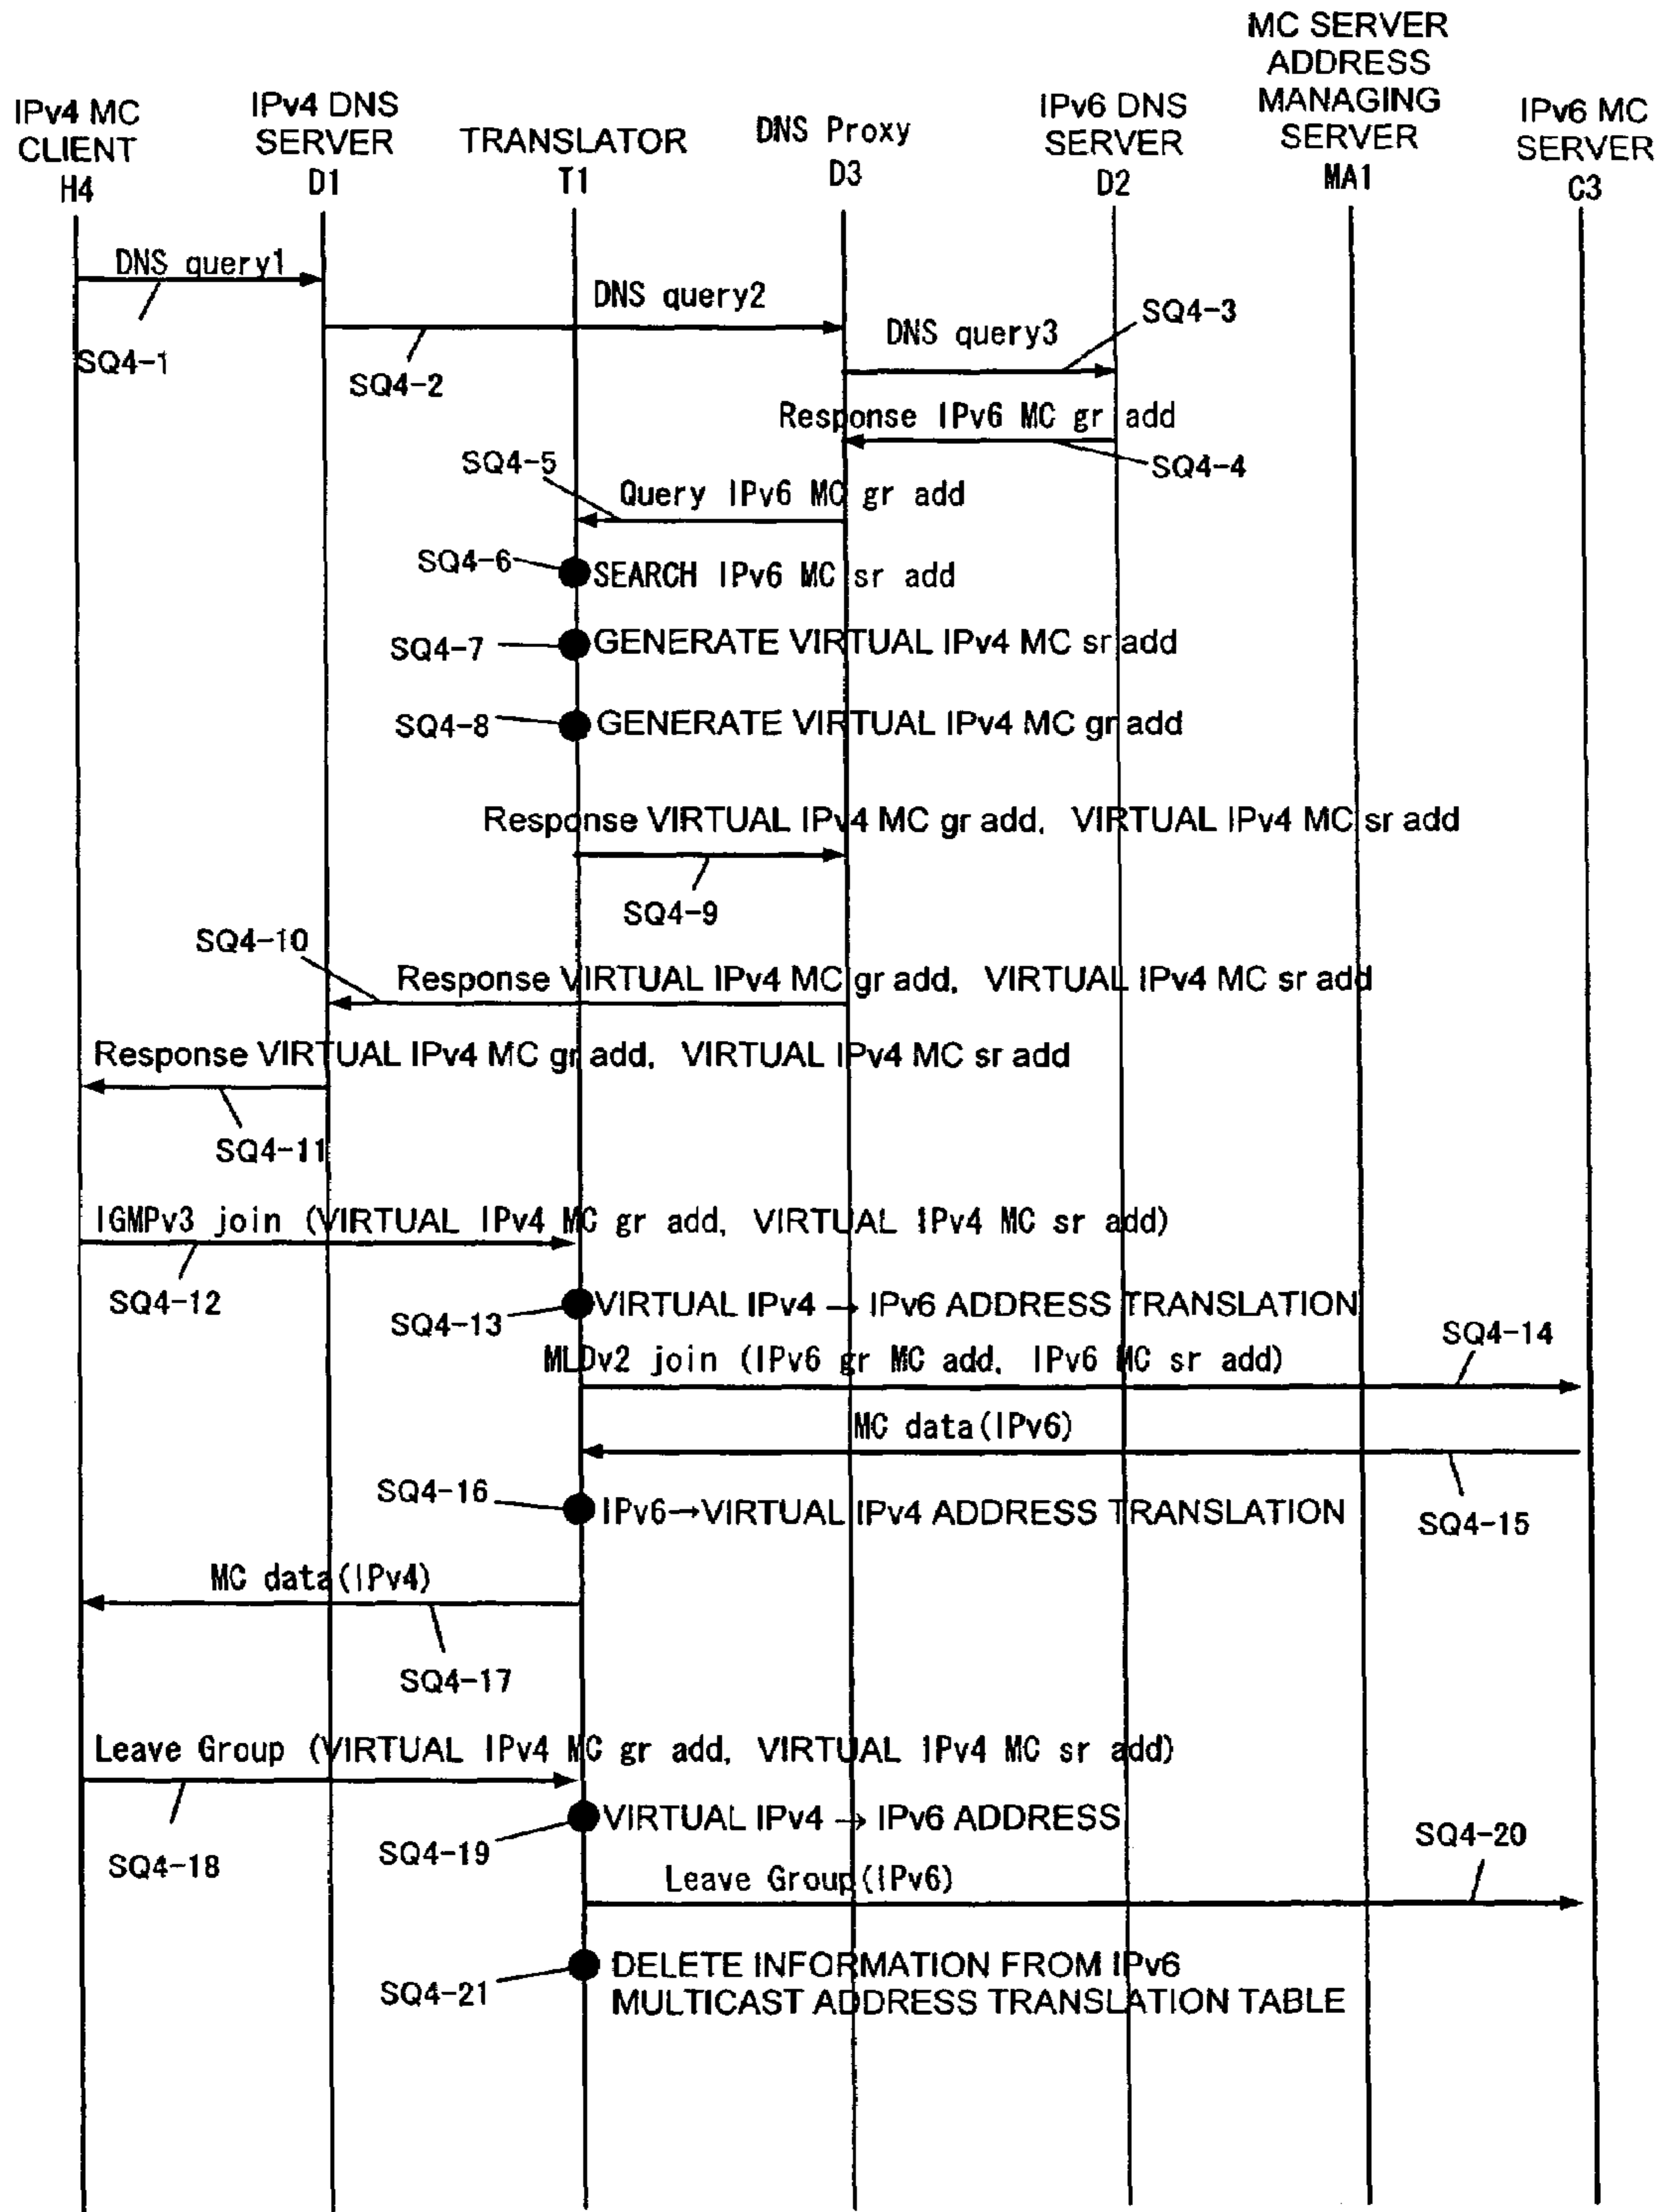 IPv4 MC
CLIENT
H4
IPv4 DNS
SERVER
D1
TRANSLATOR
T1
DNS Proxy
D3
IPv6 DNS
SERVER
D2
MC SERVER
ADDRESS
MANAGING
SERVER
MA1
IPv6 MC
SERVER
C3
DNS query1
SQ4-1
DNS query2
SQ4-2
DNS query3
SQ4-3
Response IPv6 MC gr add
SQ4-4
SQ4-5
Query IPv6 MC gr add
SQ4-6
SEARCH IPv6 MC sr add
SQ4-7
GENERATE VIRTUAL IPv4 MC sr add
SQ4-8
GENERATE VIRTUAL IPv4 MC gr add
Response VIRTUAL IPv4 MC gr add, VIRTUAL IPv4 MC sr add
SQ4-9
SQ4-10
Response VIRTUAL IPv4 MC gr add, VIRTUAL IPv4 MC sr add
Response VIRTUAL IPv4 MC gr add, VIRTUAL IPv4 MC sr add
SQ4-11
IGMPv3 join (VIRTUAL IPv4 MC gr add, VIRTUAL IPv4 MC sr add)
SQ4-12
SQ4-13
VIRTUAL IPv4 → IPv6 ADDRESS TRANSLATION
SQ4-14
MLDv2 join (IPv6 gr MC add, IPv6 MC sr add)
MC data(IPv6)
SQ4-15
SQ4-16
IPv6→VIRTUAL IPv4 ADDRESS TRANSLATION
MC data(IPv4)
SQ4-17
Leave Group (VIRTUAL IPv4 MC gr add, VIRTUAL IPv4 MC sr add)
SQ4-18
SQ4-19
VIRTUAL IPv4 → IPv6 ADDRESS
SQ4-20
Leave Group(IPv6)
SQ4-21
DELETE INFORMATION FROM IPv6
MULTICAST ADDRESS TRANSLATION TABLE